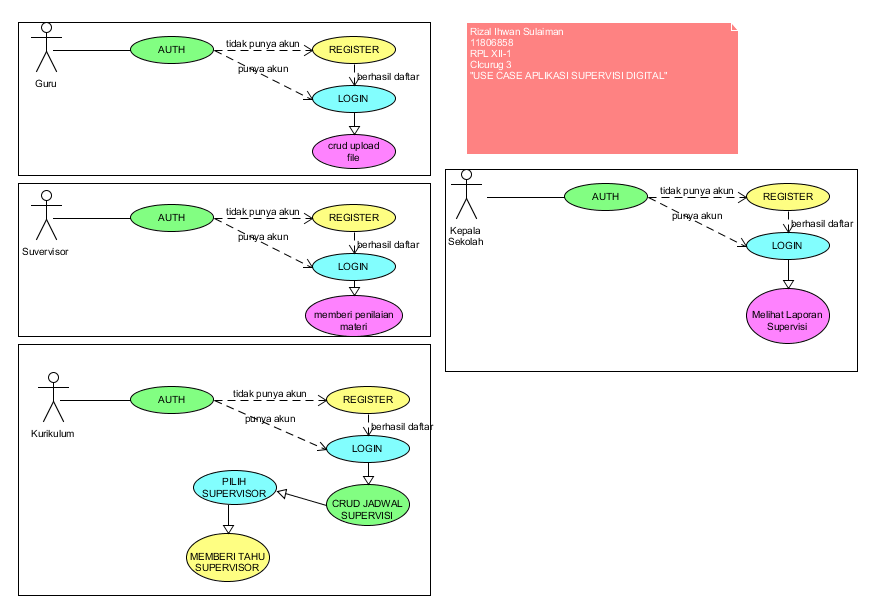 Guru
AUTH
tidak punya akun
punya akun
REGISTER
berhasil daftar
LOGIN
crud upload
file
Suvervisor
AUTH
tidak punya akun
punya akun
REGISTER
berhasil daftar
LOGIN
memberi penilaian
materi
Kurikulum
AUTH
tidak punya akun
punya akun
REGISTER
berhasil daftar
LOGIN
CRUD JADWAL
SUPERVISI
PILIH
SUPERVISOR
MEMBERI TAHU
SUPERVISOR
Rizal Ihwan Sulaiman
11806858
RPL XII-1
CIcurug 3
"USE CASE APLIKASI SUPERVISI DIGITAL"
Kepala
Sekolah
AUTH
tidak punya akun
punya akun
REGISTER
berhasil daftar
LOGIN
Melihat Laporan
Supervisi